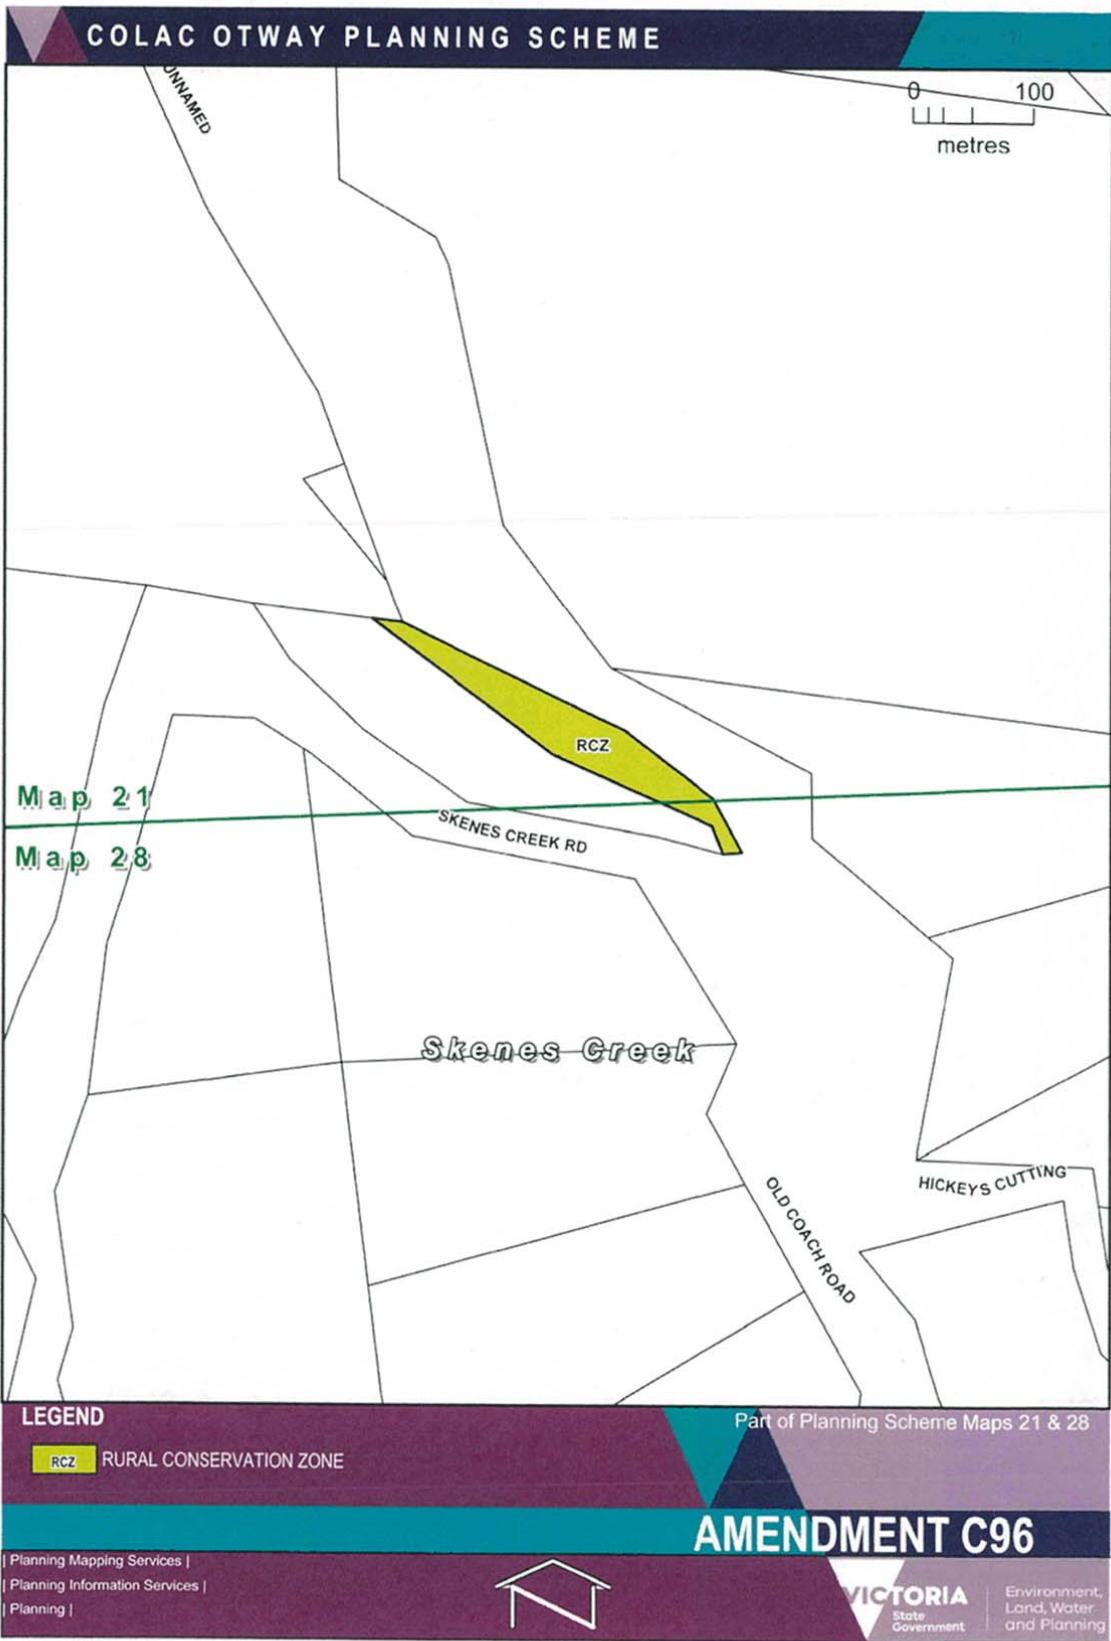 COLAC OTWAY PLANNING SCHEME
UNNAMED
0 100
metres
RCZ
Map 21
SKENES CREEK RD
Map 28
Skenes Creek
HICKEYS CUTTING
OLD COACH ROAD
LEGEND
Part of Planning Scheme Maps 21 & 28
RCZ RURAL CONSERVATION ZONE
AMENDMENT C96
| Planning Mapping Services |
| Planning Information Services |
| Planning |
N
VICTORIA
State
Government
Environment,
Land, Water
and Planning